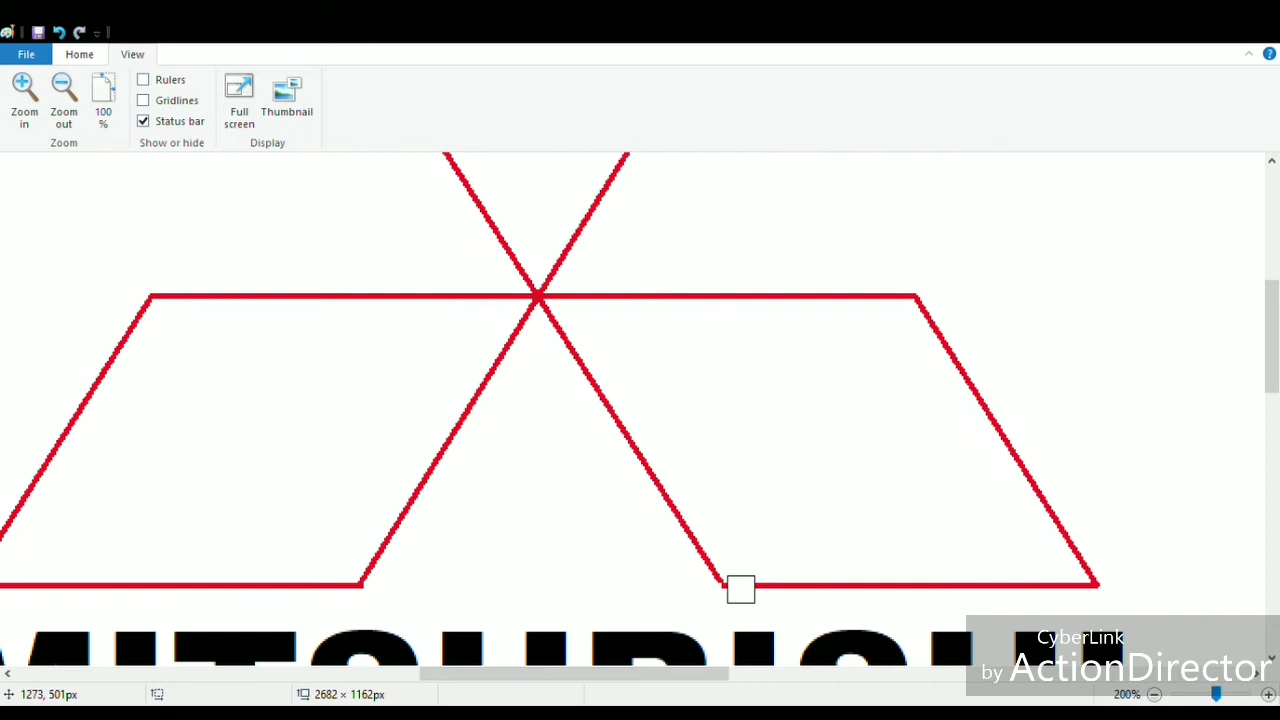 File Home View
Zoom in
Zoom out
100 %
Rulers
Gridlines
Status bar
Full screen
Thumbnail
Zoom
Show or hide
Display
MITSUBISHI
CyberLink
by ActionDirector
1273, 501px
2682 × 1162px
200%